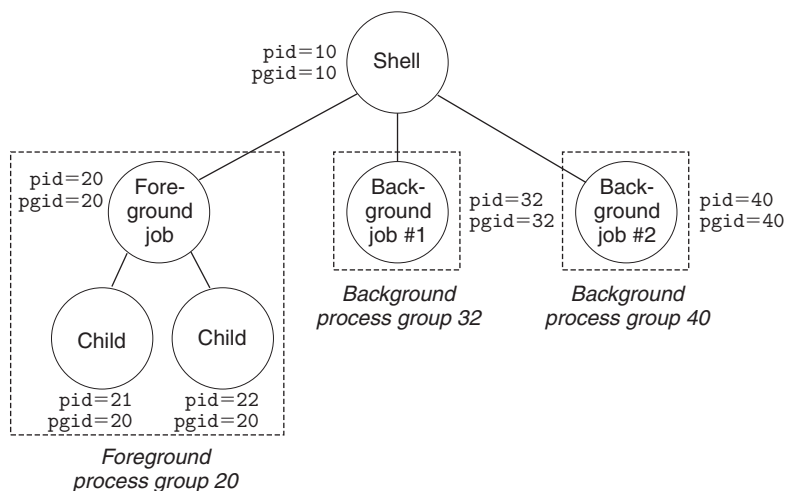 pid=10
pgid=10
Shell
pid=20
pgid=20
Fore-
ground
job
Back-
ground
job #1
pid=32
pgid=32
Back-
ground
job #2
pid=40
pgid=40
Background
process group 32
Background
process group 40
Child
Child
pid=21
pgid=20
pid=22
pgid=20
Foreground
process group 20